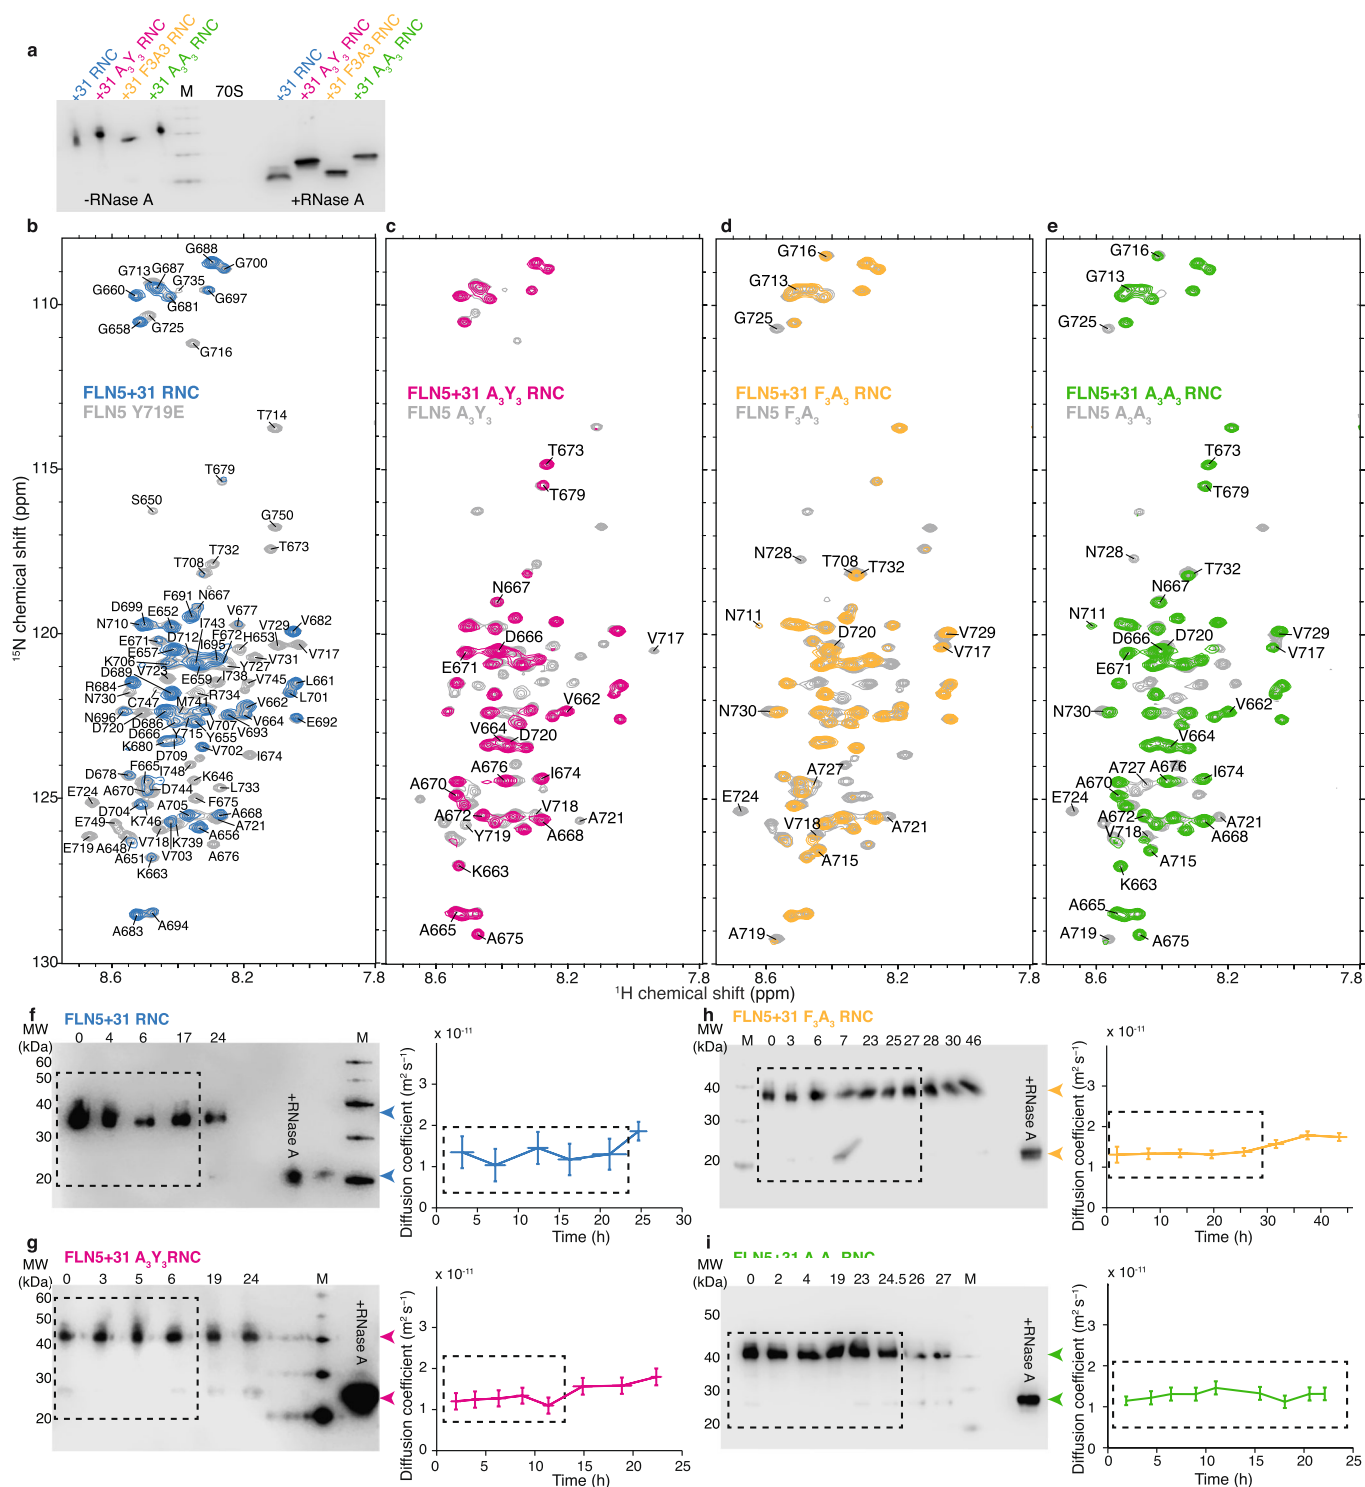 a
+31 RNC
+31 A3Y3 RNC
+31 F3A3 RNC
+31 A3A3 RNC
M
70S
+31 RNC
+31 A3Y3 RNC
+31 F3A3 RNC
+31 A3A3 RNC
-RNase A
+RNase A
b
G688
G700
G713
G687
G735
G660
G697
G681
G658
G725
G716
FLN5+31 RNC
FLN5 Y719E
T714
T679
S650
G750
T673
T732
T708
F691
N667
D699
E652
V677
I743
V729
V682
N710
D712
F672
H653
E671
I695
V717
E657
K706
V731
D689
V723
Y727
I738
E659
V745
L661
R684
R734
N730
C747
M741
V662
L701
N696
D686
V707
V664
E692
D720
D666
Y715
Y655
V693
K680
V702
D709
I674
I748
F665
D678
K646
L733
A670
D744
E724
F675
D704
A705
A668
E749
K746
A721
A656
E719
A648
V718
K739
A651
V703
A676
K663
A683
A694
110
115
120
125
130
15N chemical shift (ppm)
8.6
8.2
7.8
c
FLN5+31 A3Y3 RNC
FLN5 A3Y3
T673
T679
N667
D666
V717
E671
V662
V664
D720
A676
I674
A670
A672
V718
A721
Y719
A668
K663
A665
A675
8.6
8.2
7.8
d
G716
G713
G725
FLN5+31 F3A3 RNC
FLN5 F3A3
N728
T708
T732
N711
D720
V729
V717
N730
A727
E724
V718
A721
A715
A719
8.6
8.2
7.8
e
G716
G713
G725
FLN5+31 A3A3 RNC
FLN5 A3A3
T673
T679
N728
T732
N667
N711
D666
D720
V729
V717
E671
N730
V662
V664
A727
A676
I674
A670
E724
A672
A721
V718
A668
A715
K663
A665
A719
A675
8.6
8.2
7.8
1H chemical shift (ppm)
f
FLN5+31 RNC
MW
(kDa)
0 4 6 17 24 M
60
50
40
30
20
+RNase A
x 10-11
Diffusion coefficient (m2 s-1)
3
2
1
0
0 5 10 15 20 25 30
Time (h)
h
FLN5+31 F3A3 RNC
MW
(kDa)
M 0 3 6 7 23 25 27 28 30 46
40
30
20
+RNase A
x 10-11
Diffusion coefficient (m2 s-1)
3
2
1
0
0 10 20 30 40
Time (h)
g
FLN5+31 A3Y3RNC
MW
(kDa)
0 3 5 6 19 24 M
60
50
40
30
20
+RNase A
x 10-11
Diffusion coefficient (m2 s-1)
3
2
1
0
0 5 10 15 20 25
Time (h)
i
MW
(kDa)
0 2 4 19 23 24.5 26 27 M
50
40
30
20
+RNase A
x 10-11
Diffusion coefficient (m2 s-1)
3
2
1
0
0 5 10 15 20 25
Time (h)